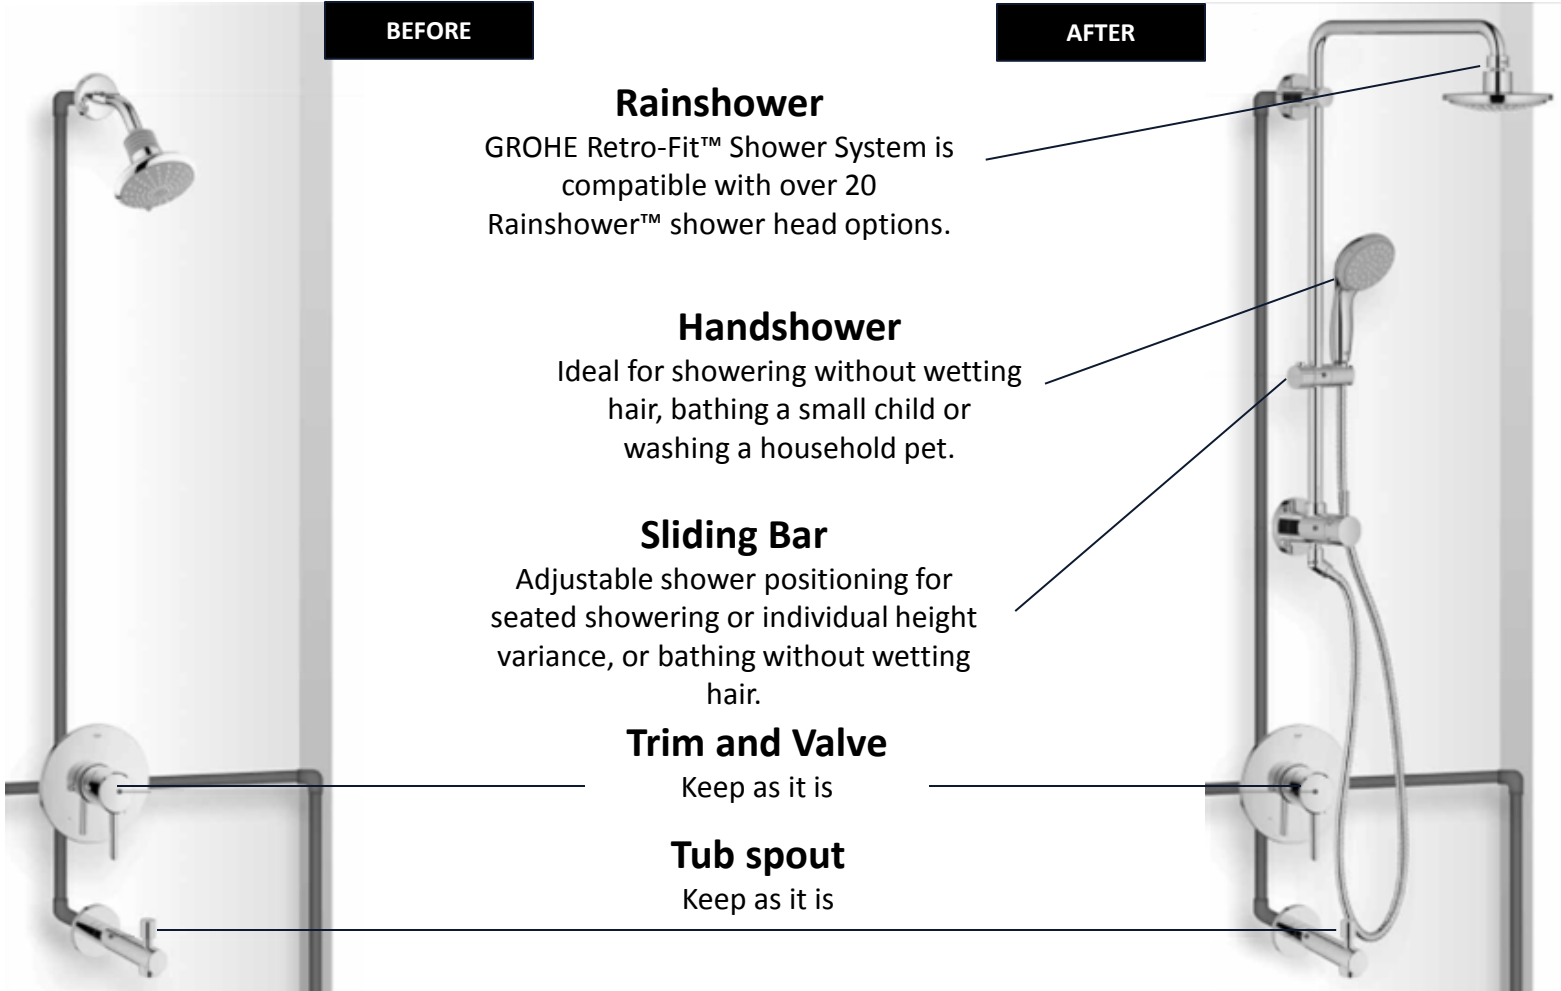 BEFORE
AFTER
Rainshower
GROHE Retro-Fit™ Shower System is
compatible with over 20
Rainshower™ shower head options.
Handshower
Ideal for showering without wetting
hair, bathing a small child or
washing a household pet.
Sliding Bar
Adjustable shower positioning for
seated showering or individual height
variance, or bathing without wetting
hair.
Trim and Valve
Keep as it is
Tub spout
Keep as it is